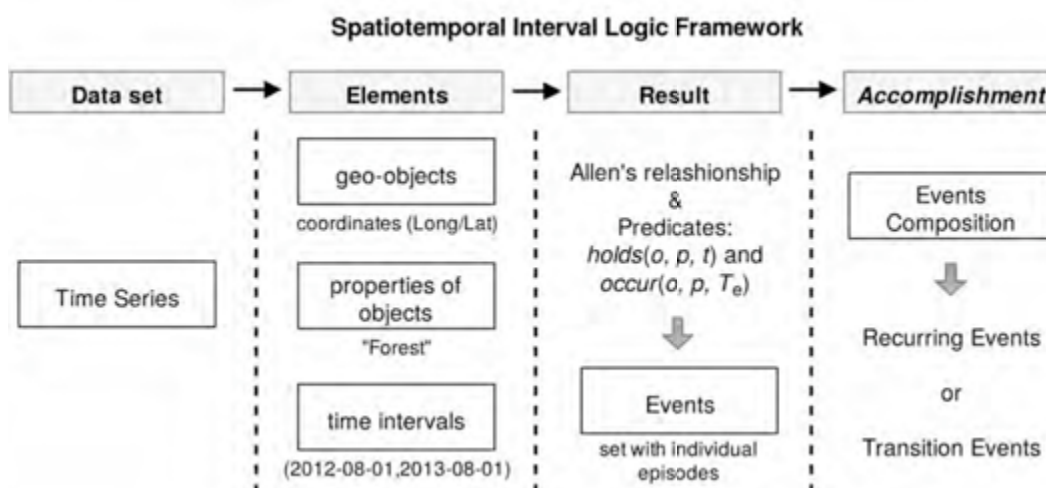 Spatiotemporal Interval Logic Framework
Data set
Elements
Result
Accomplishment
Time Series
geo-objects
coordinates (Long/Lat)
properties of
objects
"Forest"
time intervals
(2012-08-01,2013-08-01)
Allen's relashionship
&
Predicates:
holds(o, p, t) and
occur(o, p, Te)
Events
set with individual
episodes
Events
Composition
Recurring Events
or
Transition Events